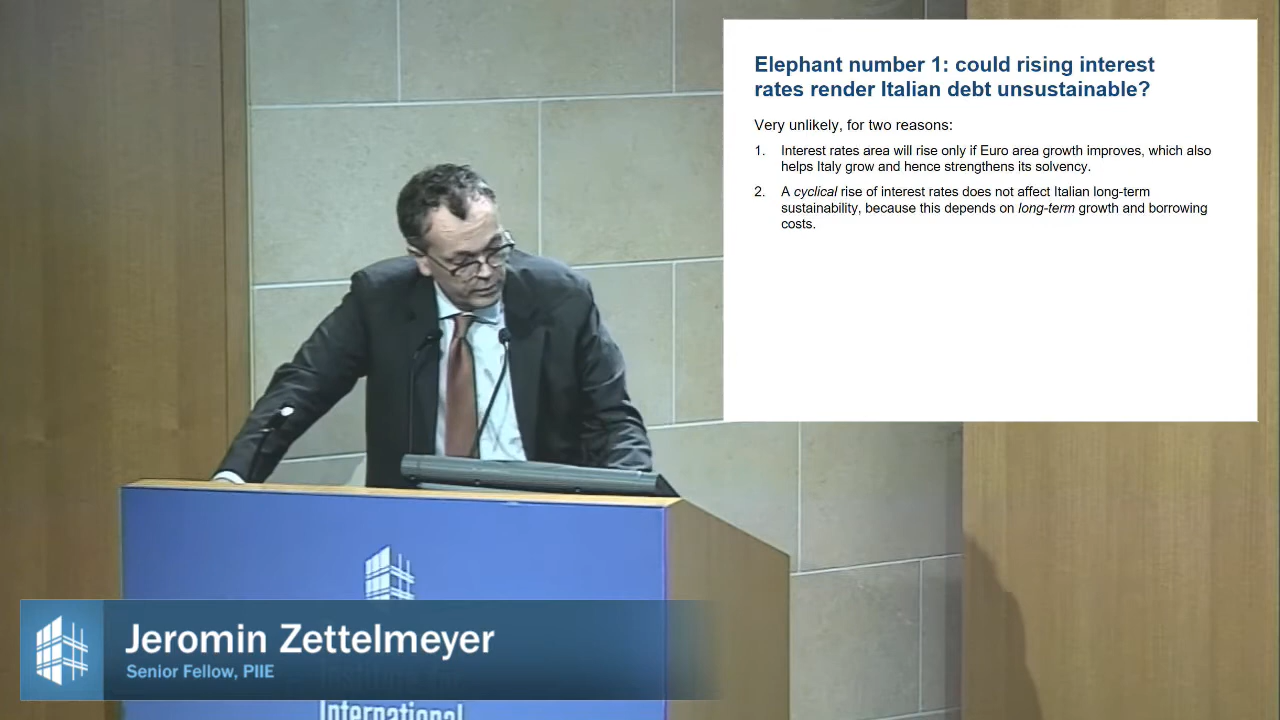 Elephant number 1: could rising interest
rates render Italian debt unsustainable?
Very unlikely, for two reasons:
1. Interest rates area will rise only if Euro area growth improves, which also
helps Italy grow and hence strengthens its solvency.
2. A cyclical rise of interest rates does not affect Italian long-term
sustainability, because this depends on long-term growth and borrowing
costs.
Jeromin Zettelmeyer
Senior Fellow, PIIE
International